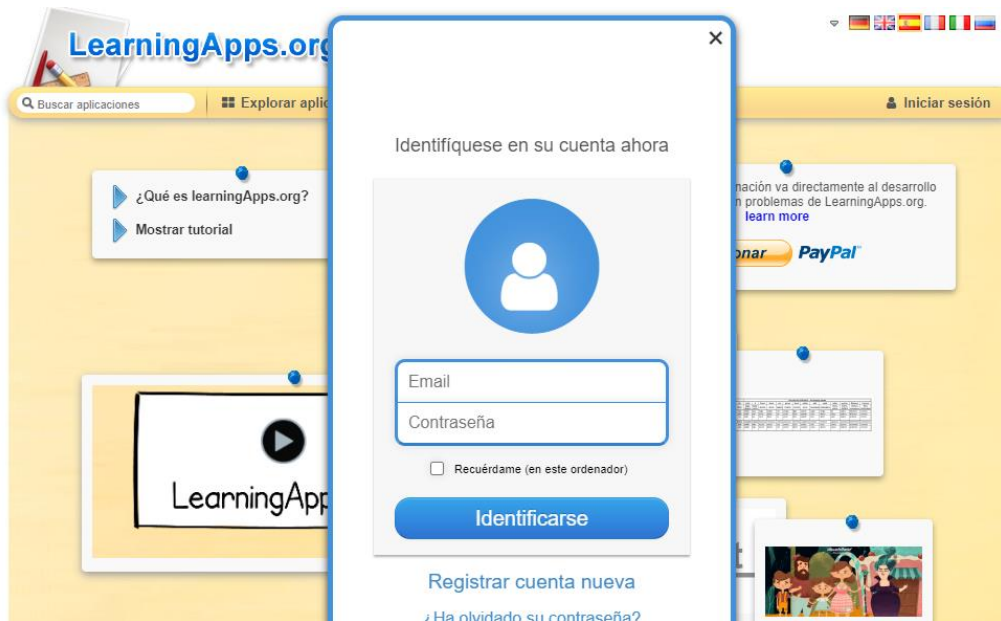 LearningApps.org
Buscar aplicaciones
Explorar aplic
Iniciar sesión
¿Qué es learningApps.org?
Mostrar tutorial
×
Identifíquese en su cuenta ahora
Email
Contraseña
Recuérdame (en este ordenador)
Identificarse
Registrar cuenta nueva
¿Ha olvidado su contraseña?
nación va directamente al desarrollo
n problemas de LearningApps.org.
learn more
onar
PayPal
LearningApp